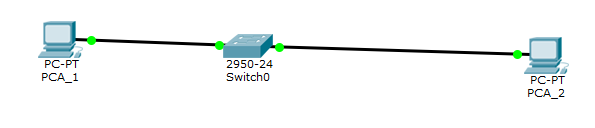 PC-PT
PCA_1
2950-24
Switch0
PC-PT
PCA_2